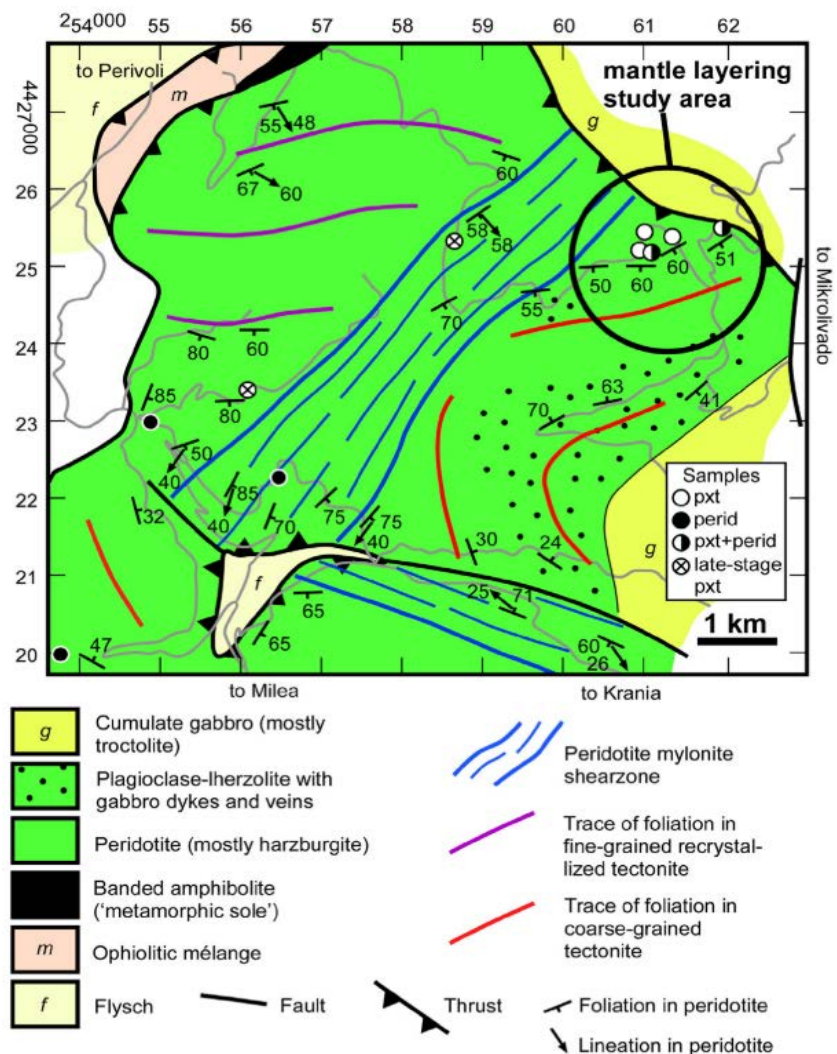 254000 55 56 57 58 59 60 61 62
to Perivoli
mantle layering
study area
4427000
26
25
24
23
22
21
20
f
m
g
55
48
67
60
60
58
58
50
60
60
51
55
70
80
60
80
63
70
41
85
50
40
85
40
32
70
75
75
40
30
24
f
65
65
25
71
60
26
47
g
to Mikrolivado
Samples
pxt
perid
pxt+perid
late-stage
pxt
1 km
to Milea
to Krania
g Cumulate gabbro (mostly
troctolite)
Plagioclase-lherzolite with
gabbro dykes and veins
Peridotite (mostly harzburgite)
Banded amphibolite
('metamorphic sole')
m Ophiolitic mélange
f Flysch
Peridotite mylonite
shearzone
Trace of foliation in
fine-grained recrystal-
lized tectonite
Trace of foliation in
coarse-grained
tectonite
Fault
Thrust
Foliation in peridotite
Lineation in peridotite